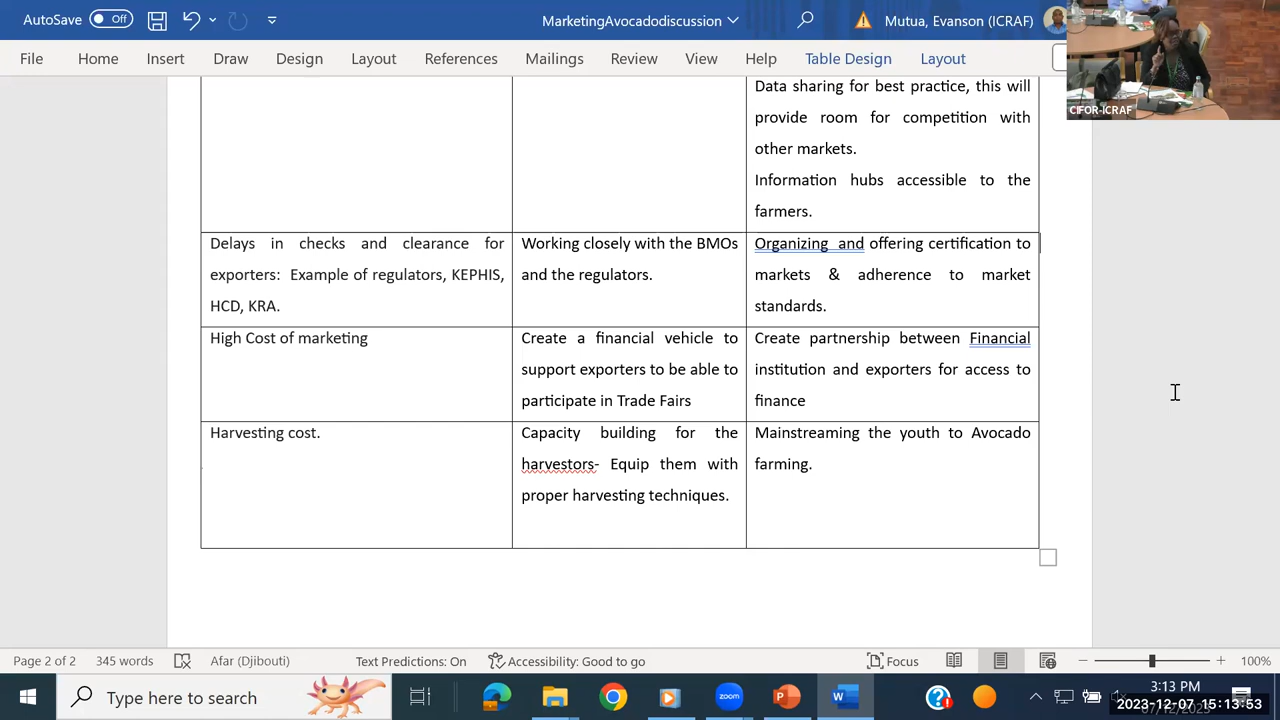 AutoSave
Off
MarketingAvocadodiscussion
Mutua, Evanson (ICRAF)
File
Home
Insert
Draw
Design
Layout
References
Mailings
Review
View
Help
Table Design
Layout
CIFOR-ICRAF
Data sharing for best practice, this will
provide room for competition with
other markets.
Information hubs accessible to the
farmers.
Delays in checks and clearance for
exporters: Example of regulators, KEPHIS,
HCD, KRA.
Working closely with the BMOs
and the regulators.
Organizing and offering certification to
markets & adherence to market
standards.
High Cost of marketing
Create a financial vehicle to
support exporters to be able to
participate in Trade Fairs
Create partnership between Financial
institution and exporters for access to
finance
Harvesting cost.
Capacity building for the
harvestors- Equip them with
proper harvesting techniques.
Mainstreaming the youth to Avocado
farming.
Page 2 of 2
345 words
Afar (Djibouti)
Text Predictions: On
Accessibility: Good to go
Focus
100%
Type here to search
zoom
3:13 PM
2023-12-07 15:13:53